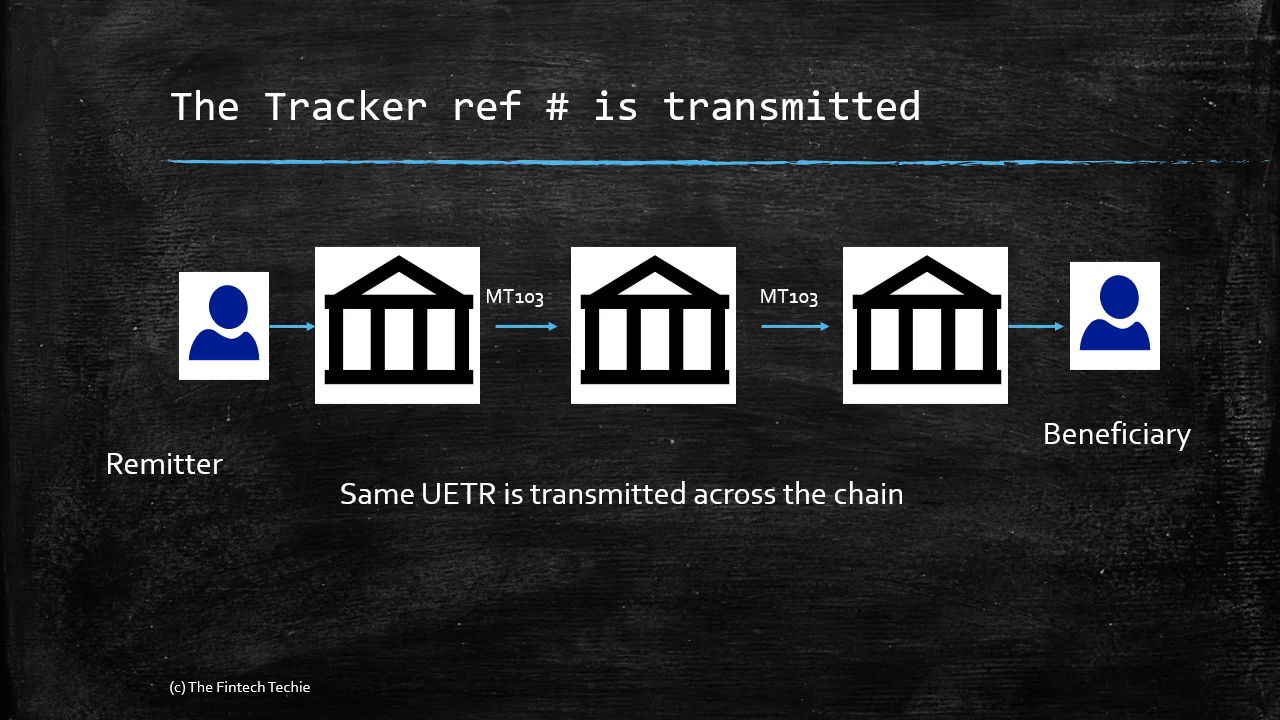 The Tracker ref # is transmitted
MT103
MT103
Beneficiary
Remitter
Same UETR is transmitted across the chain
(c) The Fintech Techie